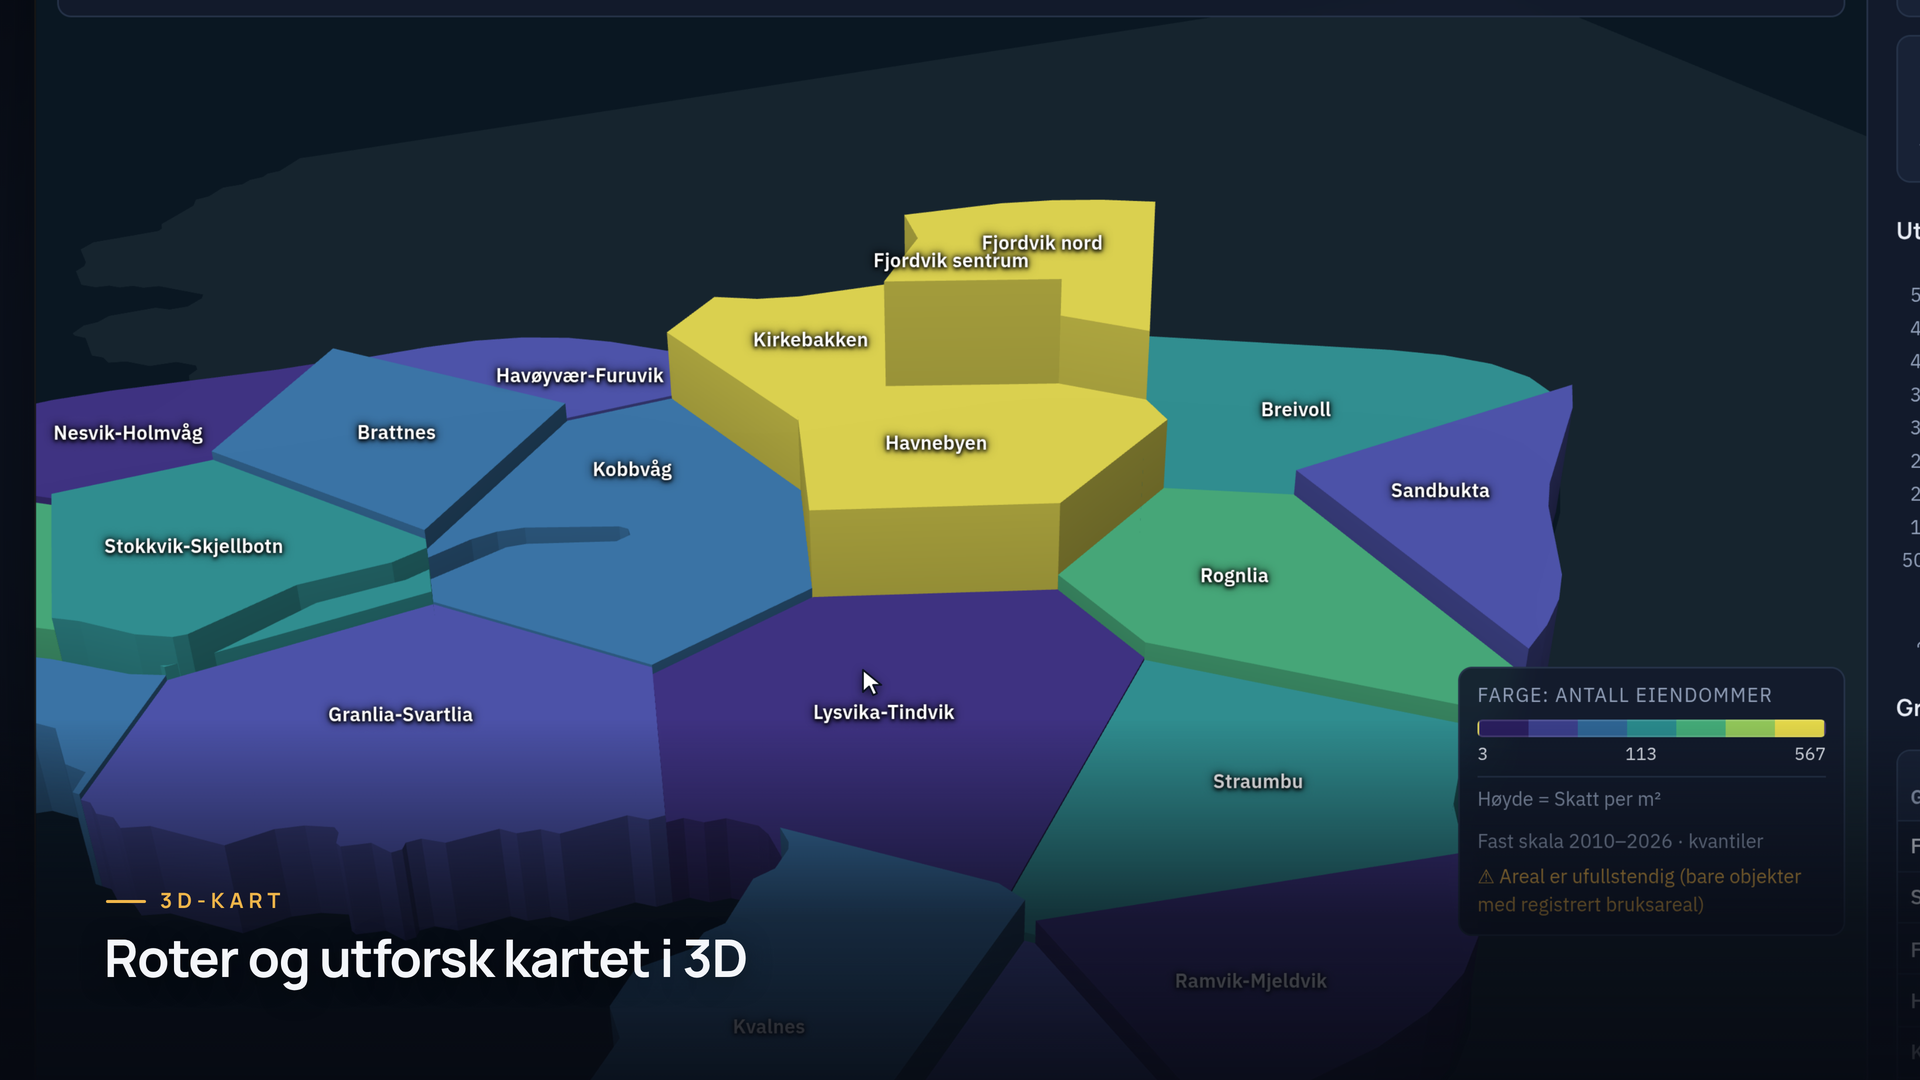 Fjordvik nord
Fjordvik sentrum
Kirkebakken
Havøyvær-Furuvik
Breivoll
Nesvik-Holmvåg
Brattnes
Havnebyen
Kobbvåg
Sandbukta
Stokkvik-Skjellbotn
Rognlia
Granlia-Svartlia
Lysvika-Tindvik
Straumbu
Ramvik-Mjeldvik
Kvalnes
FARGE: ANTALL EIENDOMMER
3 113 567
Høyde = Skatt per m²
Fast skala 2010–2026 · kvantiler
⚠ Areal er ufullstendig (bare objekter
med registrert bruksareal)
3D-KART
Roter og utforsk kartet i 3D